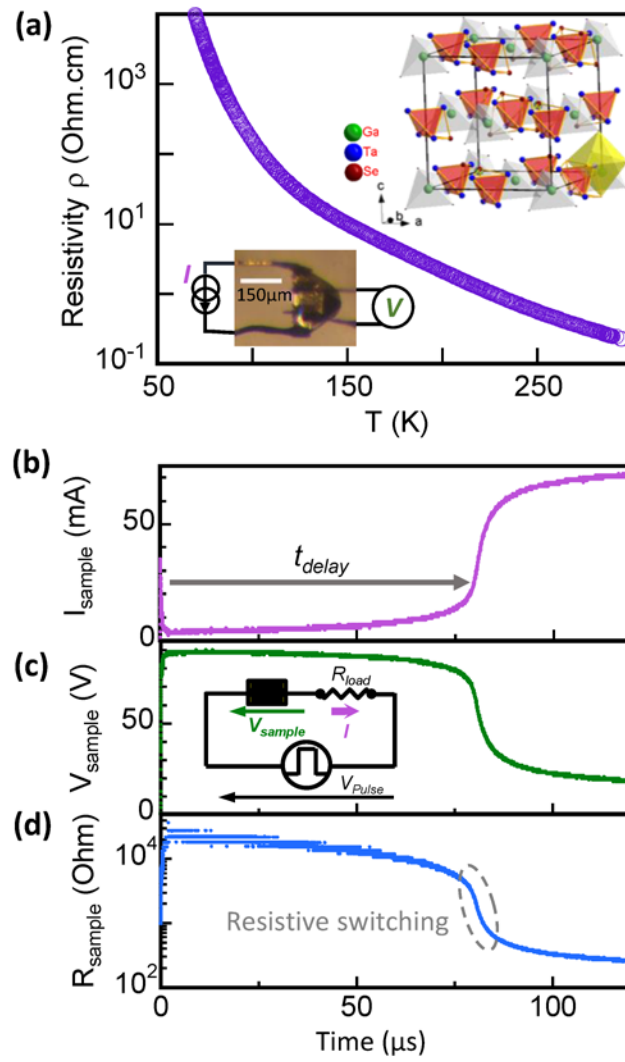 (a)
Resistivity ρ (Ohm.cm)
10³
10¹
10⁻¹
Ga
Ta
Se
c
b
a
I
150μm
V
50
150
250
T (K)
(b)
I_sample (mA)
50
0
t_delay
(c)
V_sample (V)
50
0
R_load
V_sample
I
V_Pulse
(d)
R_sample (Ohm)
10⁴
10²
Resistive switching
0
50
100
Time (μs)